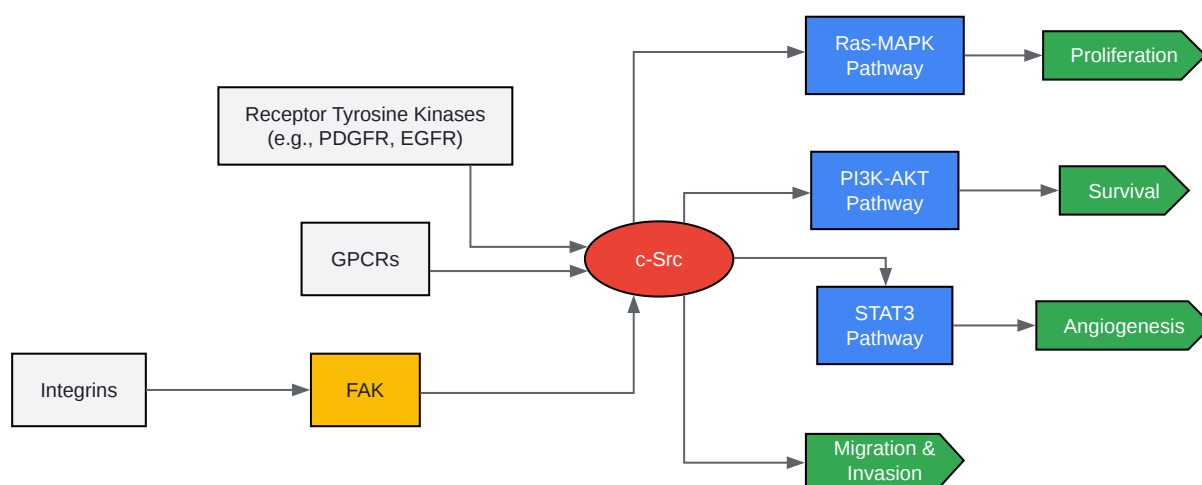 Ras-MAPK
Pathway
Proliferation
Receptor Tyrosine Kinases
(e.g., PDGFR, EGFR)
PI3K-AKT
Pathway
Survival
GPCRs
c-Src
STAT3
Pathway
Angiogenesis
Integrins
FAK
Migration &
Invasion